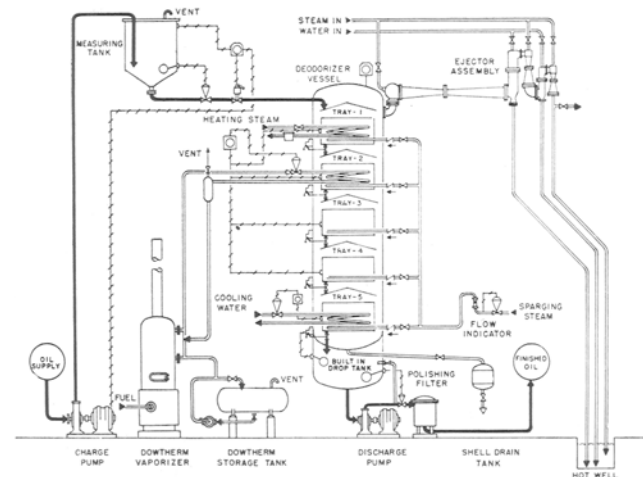 VENT
MEASURING
TANK
STEAM IN
WATER IN
EJECTOR
ASSEMBLY
DEODORIZER
VESSEL
TRAY-1
HEATING STEAM
VENT
TRAY-2
TRAY-3
TRAY-4
TRAY-5
COOLING
WATER
SPARGING
STEAM
FLOW
INDICATOR
BUILT IN
DROP TANK
OIL
SUPPLY
POLISHING
FILTER
FINISHED
OIL
VENT
FUEL
CHARGE
PUMP
DOWTHERM
VAPORIZER
DOWTHERM
STORAGE TANK
DISCHARGE
PUMP
SHELL DRAIN
TANK
HOT WELL